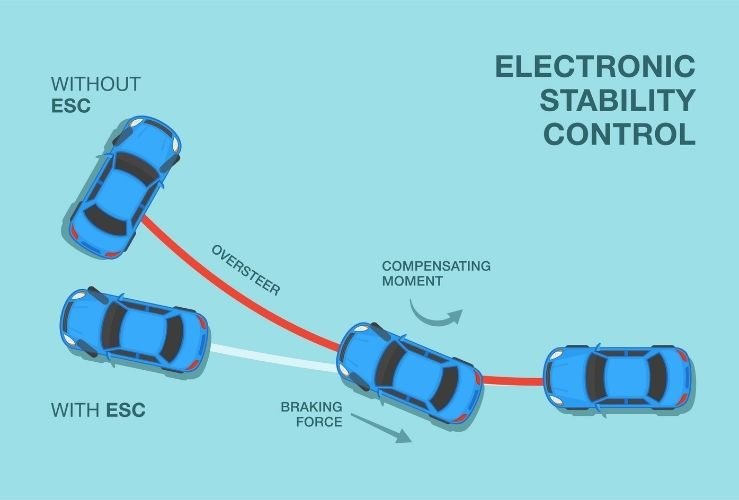 ELECTRONIC
STABILITY
CONTROL
WITHOUT
ESC
OVERSTEER
COMPENSATING
MOMENT
BRAKING
FORCE
WITH ESC